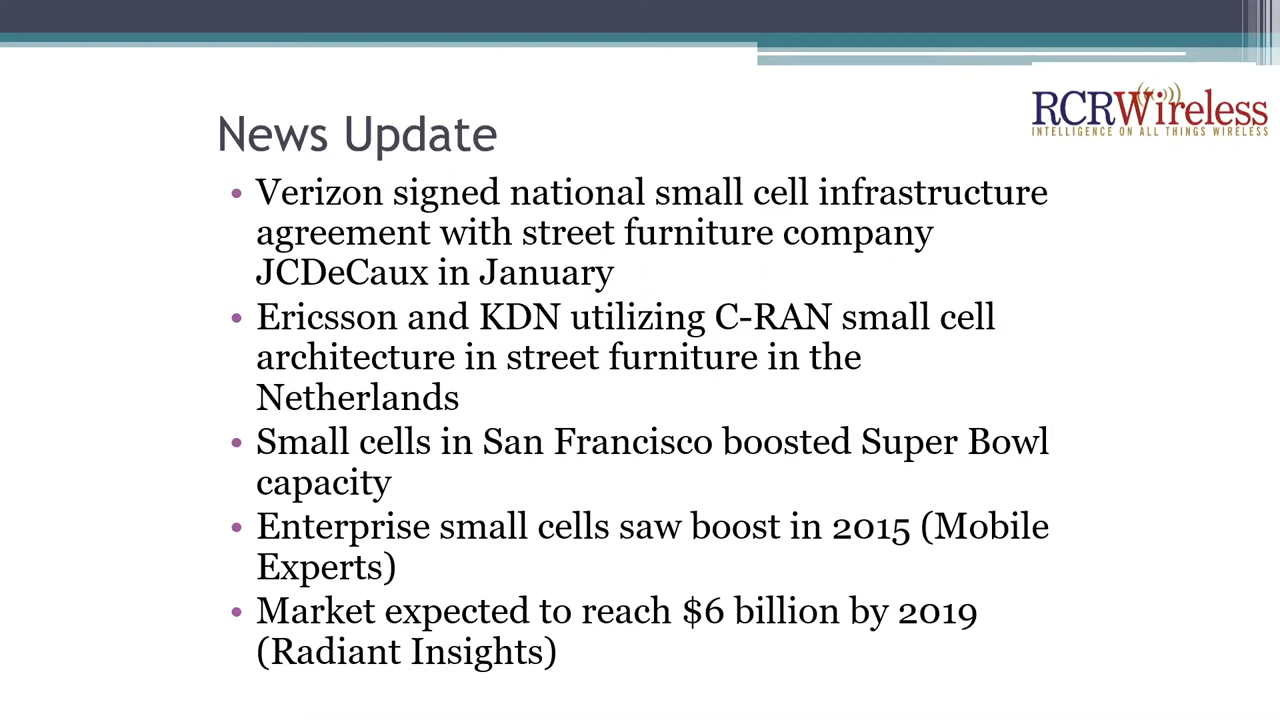 RCRWireless
INTELLIGENCE ON ALL THINGS WIRELESS
News Update
• Verizon signed national small cell infrastructure
agreement with street furniture company
JCDeCaux in January
• Ericsson and KDN utilizing C-RAN small cell
architecture in street furniture in the
Netherlands
• Small cells in San Francisco boosted Super Bowl
capacity
• Enterprise small cells saw boost in 2015 (Mobile
Experts)
• Market expected to reach $6 billion by 2019
(Radiant Insights)